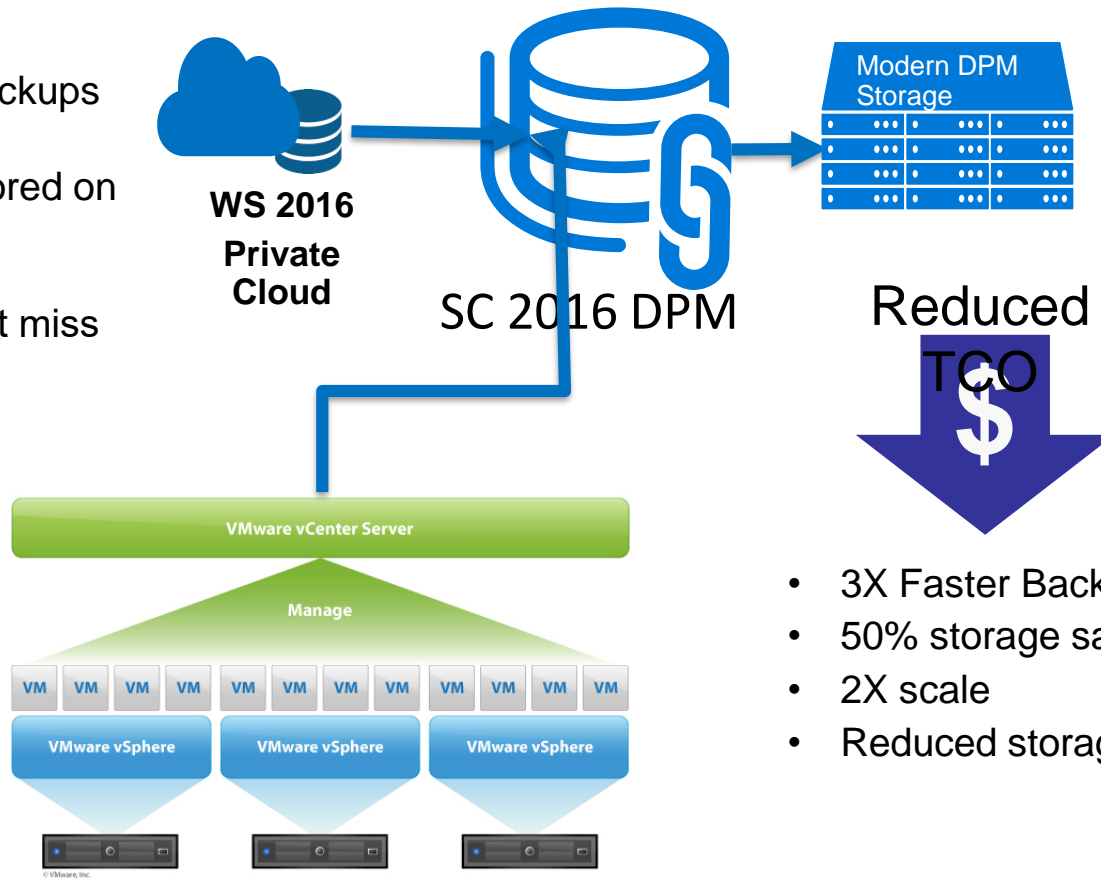 ckups
ored on
t miss
WS 2016
Private
Cloud
SC 2016 DPM
Modern DPM
Storage
Reduced
TCO
$
• 3X Faster Back
• 50% storage sa
• 2X scale
• Reduced storag
VMware vCenter Server
Manage
VM VM VM VM VM VM VM VM VM VM VM VM
VMware vSphere VMware vSphere VMware vSphere
© VMware, Inc.